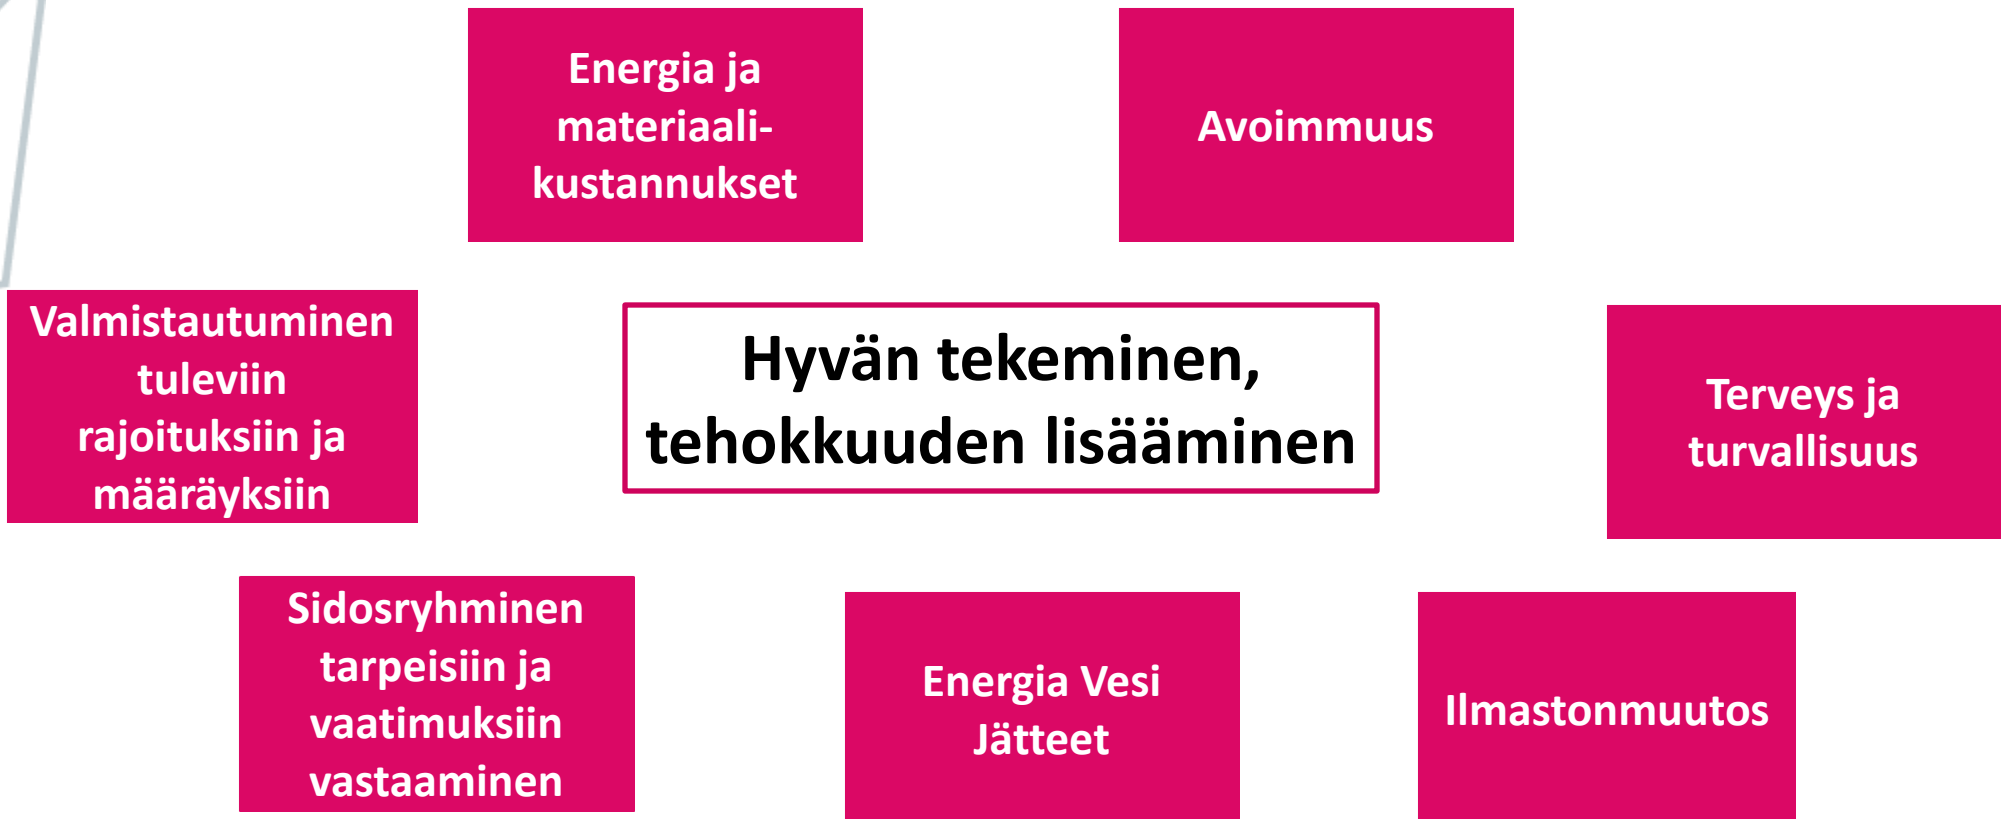 Energia ja
materiaali-
kustannukset
Avoimmuus
Valmistautuminen
tuleviin
rajoituksiin ja
määräyksiin
Hyvän tekeminen,
tehokkuuden lisääminen
Terveys ja
turvallisuus
Sidosryhminen
tarpeisiin ja
vaatimuksiin
vastaaminen
Energia Vesi
Jätteet
Ilmastonmuutos